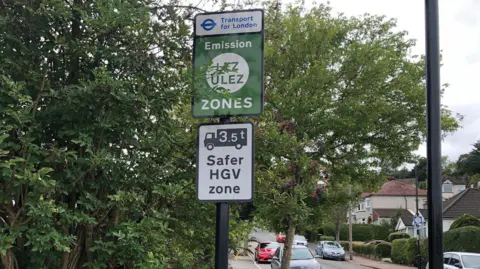 Transport
for London
Emission
LEZ
ULEZ
ZONES
3.5t
Safer
HGV
zone